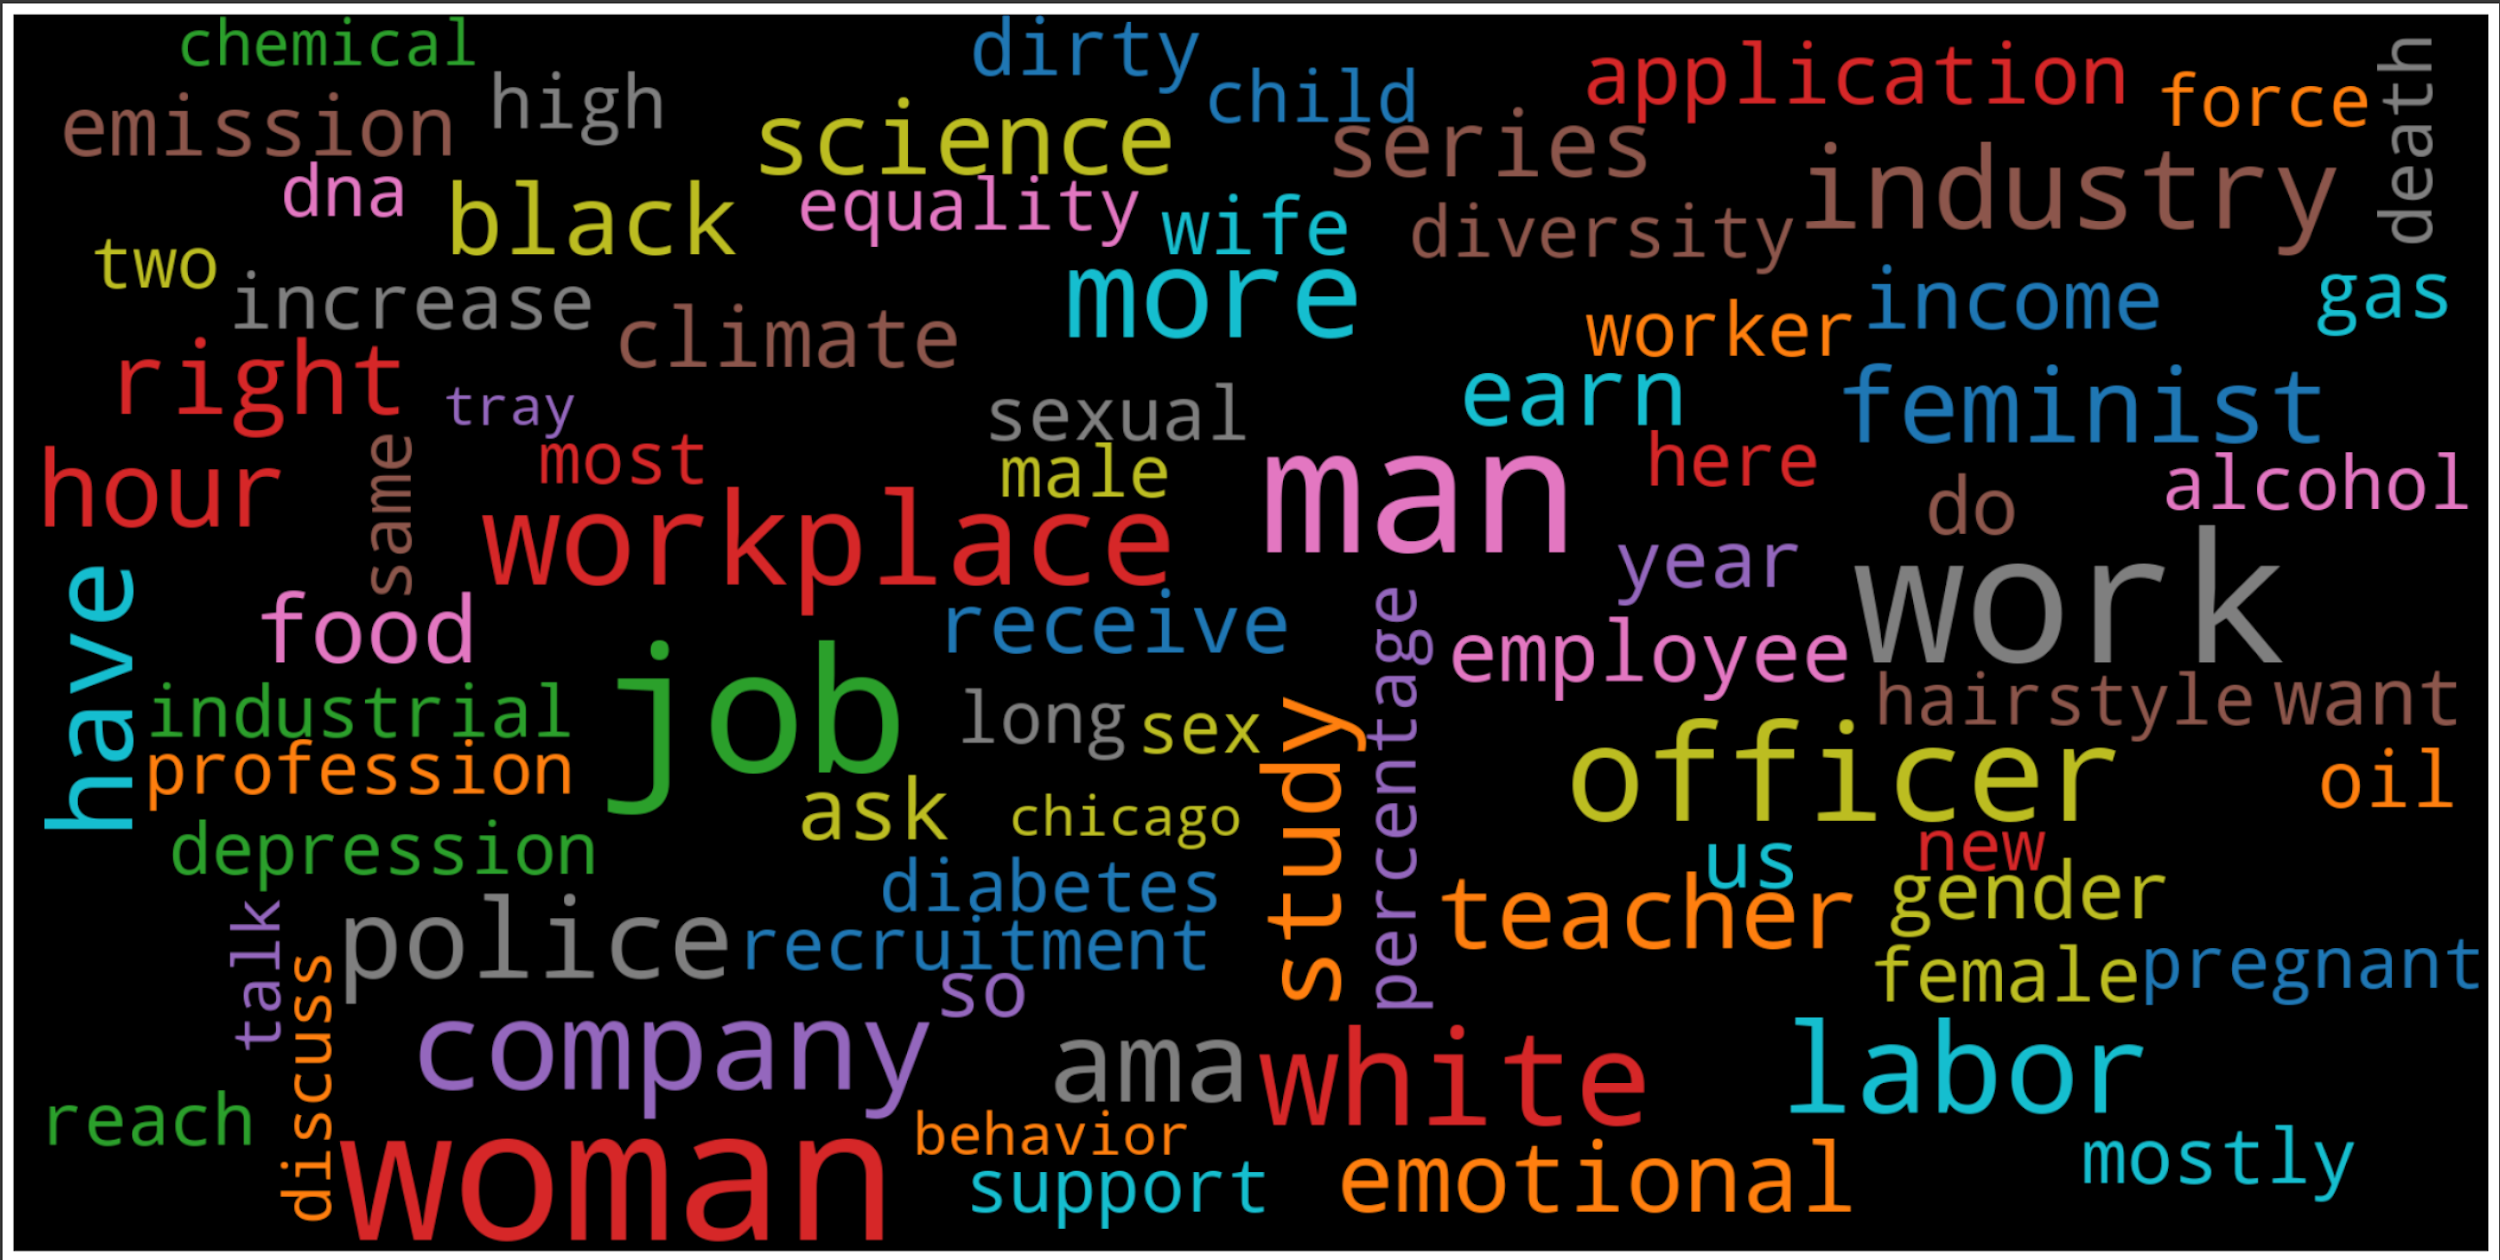 chemical
dirty
application
death
emission
high
child
force
science
series
dna
black
equality
wife
diversity
industry
two
increase
climate
more
worker
income
gas
right
tray
sexual
earn
feminist
hour
same
most
male
man
here
alcohol
workplace
do
have
food
receive
year
work
employee
industrial
job
long
sex
study
percentage
hairstyle
want
profession
ask
chicago
officer
oil
depression
diabetes
us
new
gender
talk
police
recruitment
teacher
female
pregnant
discuss
so
company
ama
white
labor
reach
woman
behavior
support
emotional
mostly